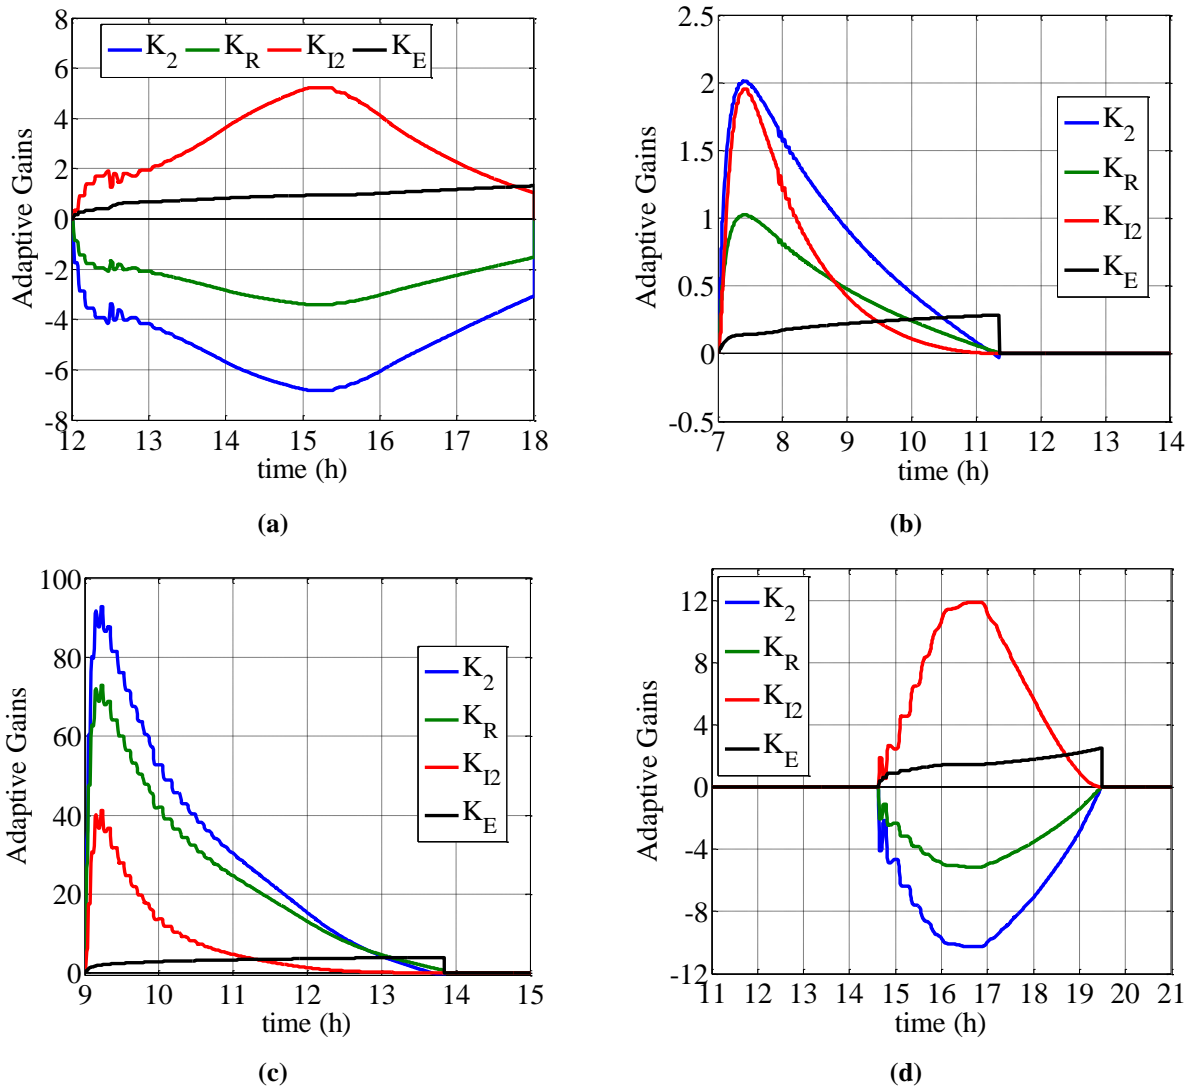 8
6
4
2
0
-2
-4
-6
-8
12 13 14 15 16 17 18
Adaptive Gains
time (h)
K2 KR KI2 KE
(a)
2.5
2
1.5
1
0.5
0
-0.5
7 8 9 10 11 12 13 14
Adaptive Gains
time (h)
K2
KR
KI2
KE
(b)
100
80
60
40
20
0
9 10 11 12 13 14 15
Adaptive Gains
time (h)
K2
KR
KI2
KE
(c)
12
8
4
0
-4
-8
-12
11 12 13 14 15 16 17 18 19 20 21
Adaptive Gains
time (h)
K2
KR
KI2
KE
(d)